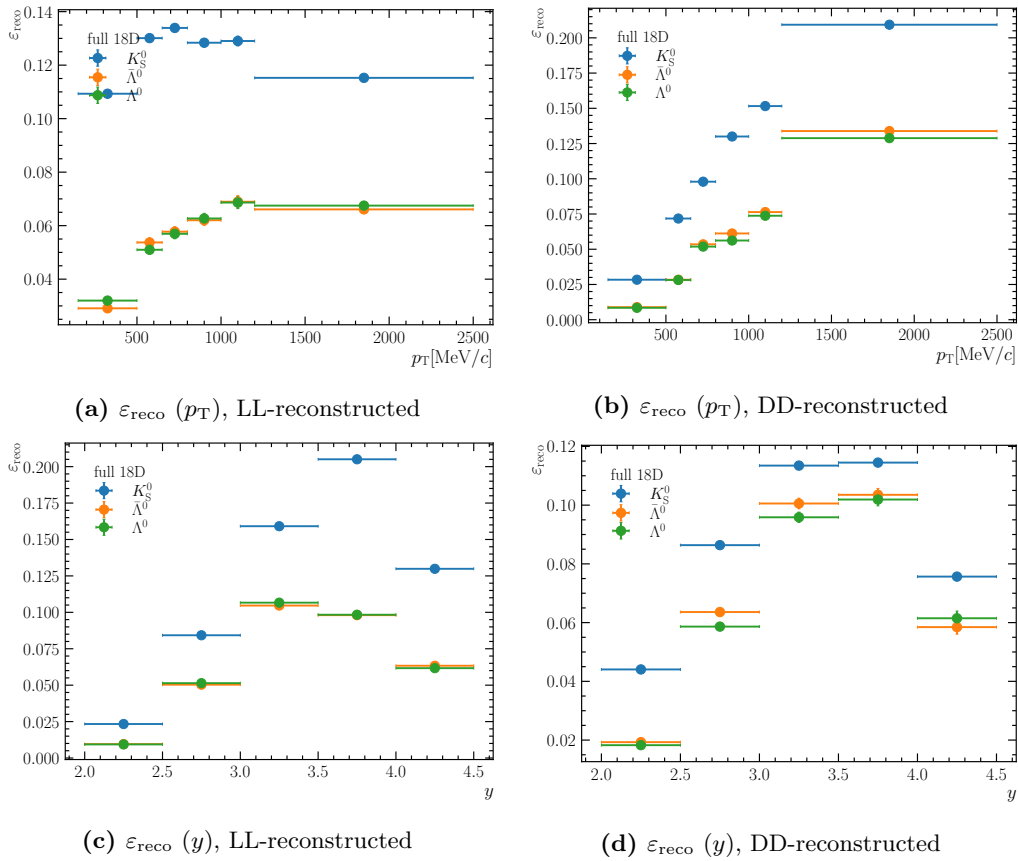 ε_reco
0.14
0.12
0.10
0.08
0.06
0.04
full 18D
K_S^0
Λ̄^0
Λ^0
500 1000 1500 2000 2500
p_T[MeV/c]
(a) ε_reco (p_T), LL-reconstructed
ε_reco
0.200
0.175
0.150
0.125
0.100
0.075
0.050
0.025
0.000
full 18D
K_S^0
Λ̄^0
Λ^0
500 1000 1500 2000 2500
p_T[MeV/c]
(b) ε_reco (p_T), DD-reconstructed
ε_reco
0.200
0.175
0.150
0.125
0.100
0.075
0.050
0.025
0.000
full 18D
K_S^0
Λ̄^0
Λ^0
2.0 2.5 3.0 3.5 4.0 4.5
y
(c) ε_reco (y), LL-reconstructed
ε_reco
0.12
0.10
0.08
0.06
0.04
0.02
full 18D
K_S^0
Λ̄^0
Λ^0
2.0 2.5 3.0 3.5 4.0 4.5
y
(d) ε_reco (y), DD-reconstructed